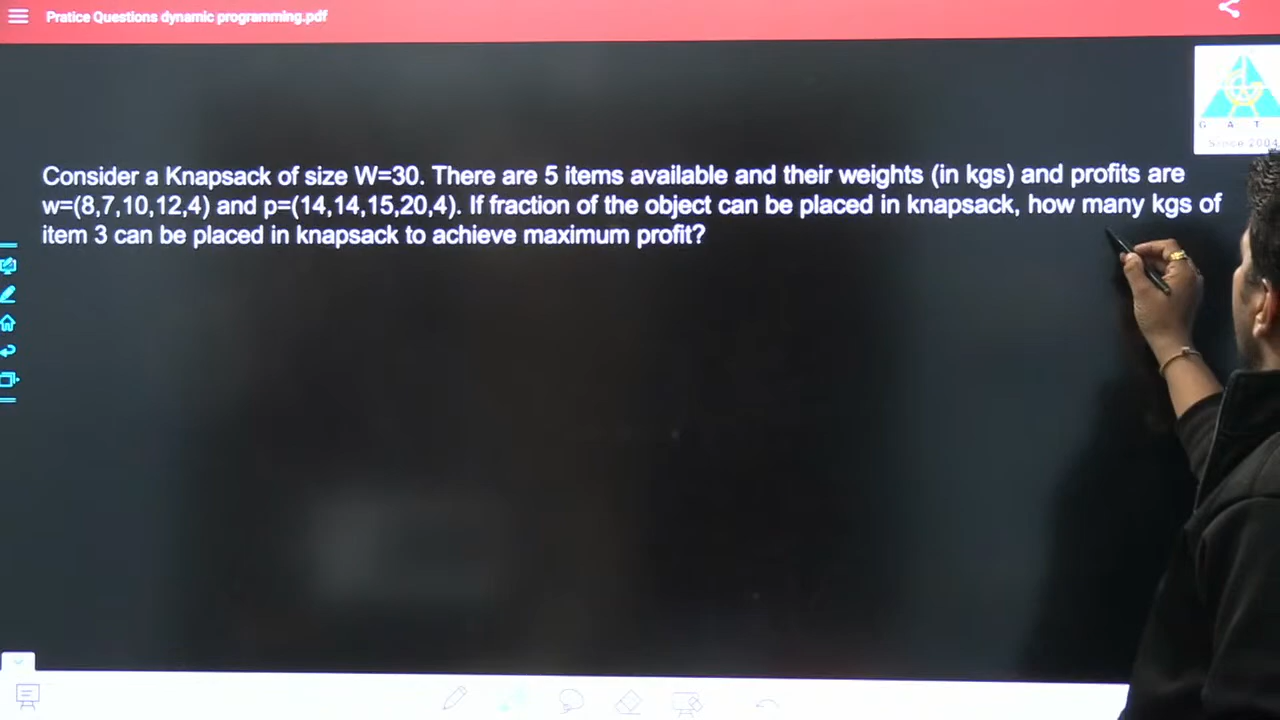 Pratice Questions dynamic programming.pdf
G A T
Since 2004
Consider a Knapsack of size W=30. There are 5 items available and their weights (in kgs) and profits are
w=(8,7,10,12,4) and p=(14,14,15,20,4). If fraction of the object can be placed in knapsack, how many kgs of
item 3 can be placed in knapsack to achieve maximum profit?